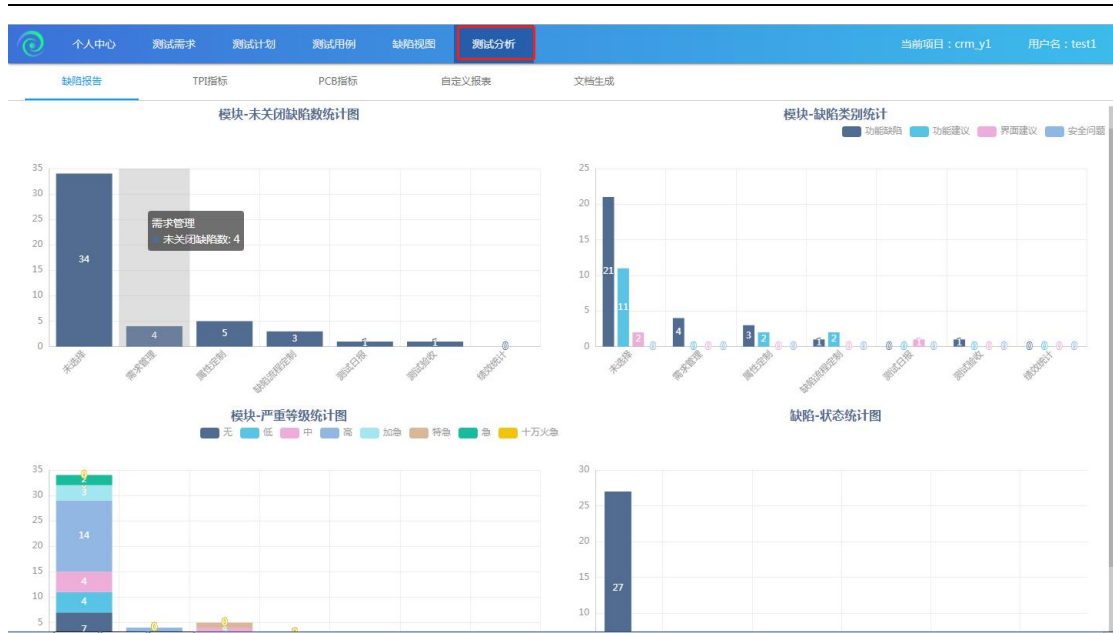 个人中心 测试需求 测试计划 测试用例 缺陷视图 测试分析 当前项目：crm_y1 用户名：test1
缺陷报告 TPI指标 PCB指标 自定义报表 文档生成
模块-未关闭缺陷数统计图
35
30
25
20
15
10
5
0
需求管理
未关闭缺陷数: 4
34
4
5
3
1
1
0
未选择 需求管理 属性定制 缺陷流程定制 测试日报 测试验收 绩效统计
模块-缺陷类别统计
功能缺陷 功能建议 界面建议 安全问题
25
20
15
10
5
0
21 11 2 0
4 0 0 0
3 2 0 0
1 2 0 0
0 0 1 0
1 0 0 0
0 0 0 0
未选择 需求管理 属性定制 缺陷流程定制 测试日报 测试验收 绩效统计
模块-严重等级统计图
无 低 中 高 加急 特急 急 十万火急
35
30
25
20
15
10
5
0
2
3
14
4
4
7
0
0
0
缺陷-状态统计图
30
25
20
15
10
27